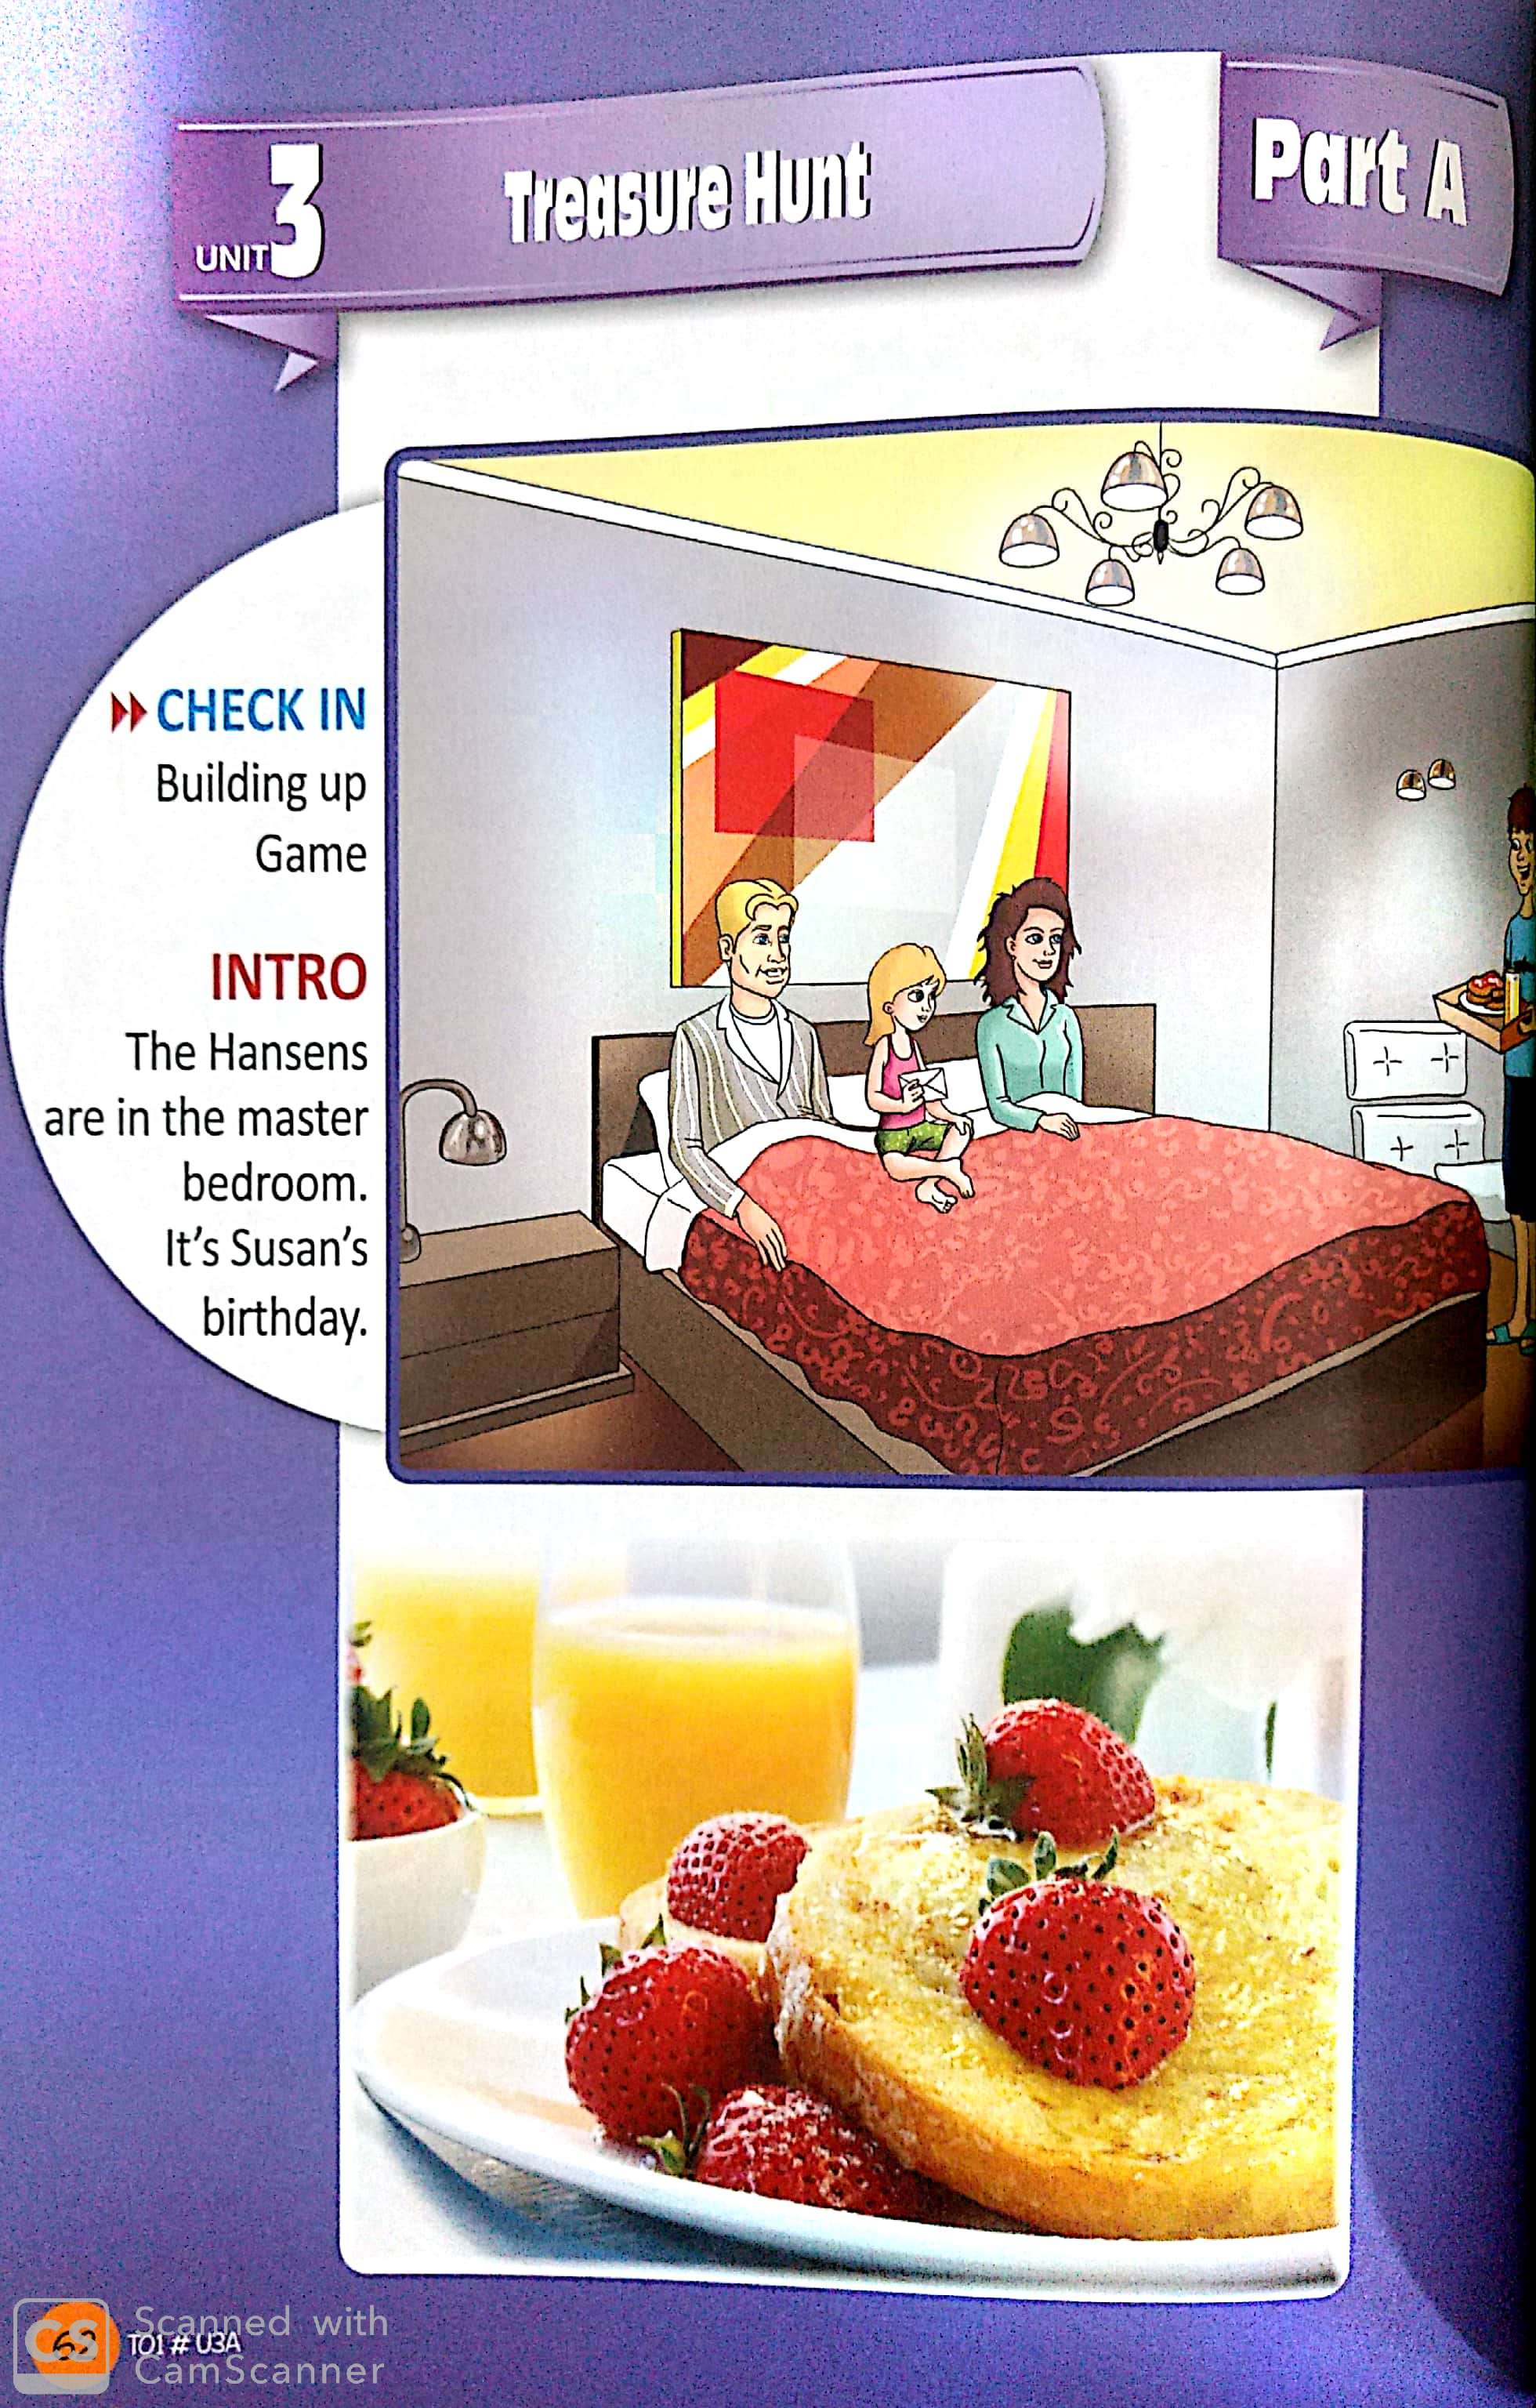 UNIT 3
Treasure Hunt
Part A
CHECK IN
Building up
Game
INTRO
The Hansens
are in the master
bedroom.
It's Susan's
birthday.
TO1 # U3A
Scanned with
CamScanner
CS